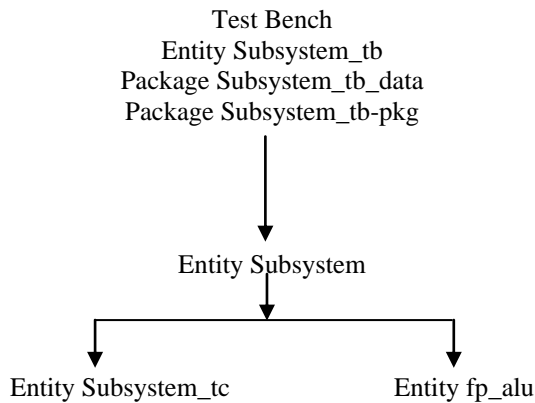 Test Bench
Entity Subsystem_tb
Package Subsystem_tb_data
Package Subsystem_tb-pkg
Entity Subsystem
Entity Subsystem_tc
Entity fp_alu